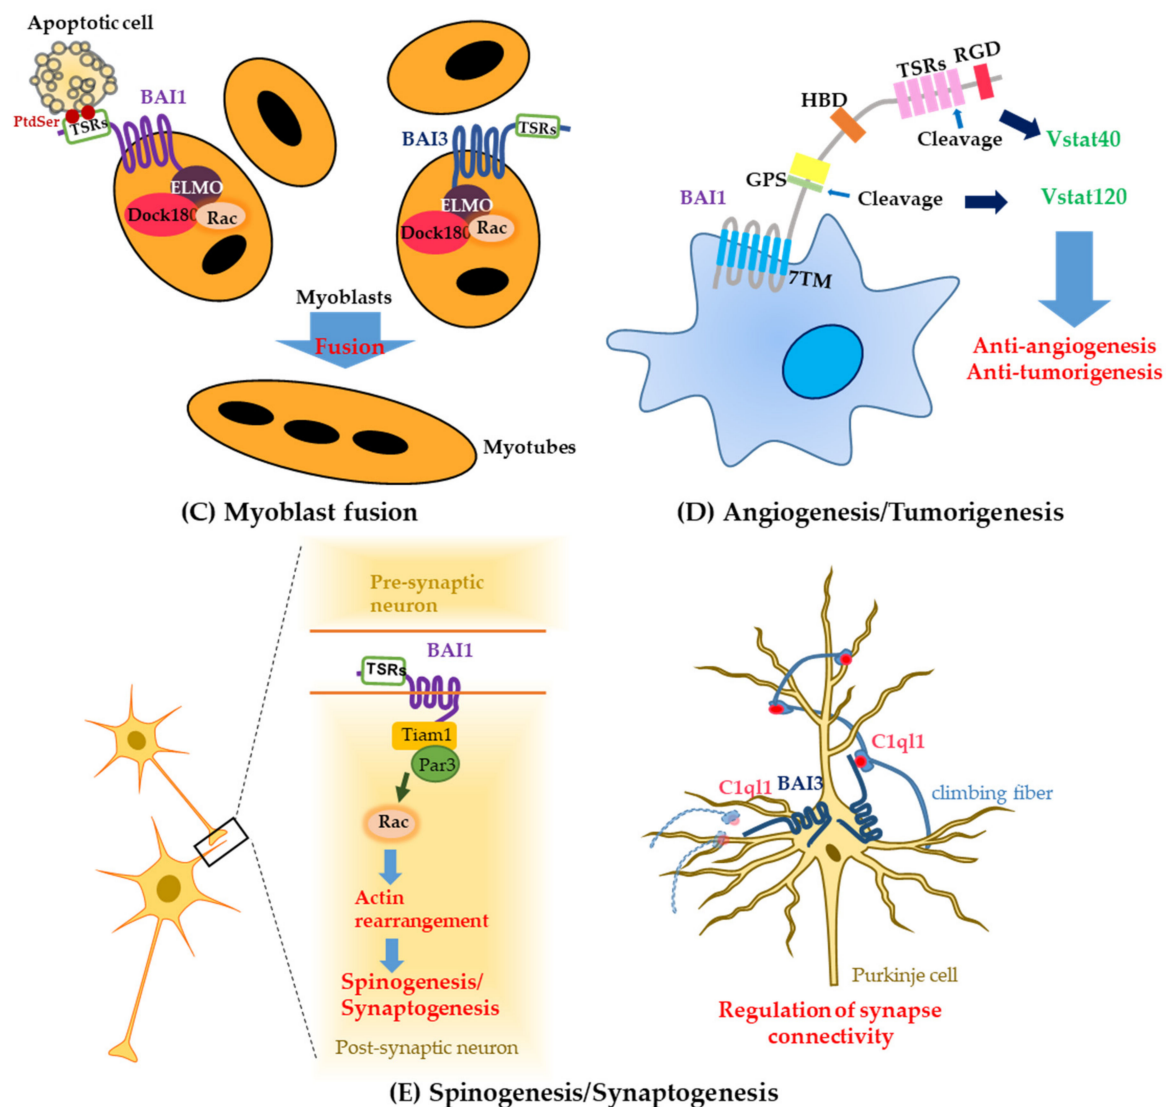 Apoptotic cell
PtdSer
TSRs
BAI1
ELMO
Dock180
Rac
BAI3
TSRs
ELMO
Dock180
Rac
Myoblasts
Fusion
Myotubes
(C) Myoblast fusion
TSRs
RGD
HBD
Cleavage
Vstat40
GPS
BAI1
Cleavage
Vstat120
7TM
Anti-angiogenesis
Anti-tumorigenesis
(D) Angiogenesis/Tumorigenesis
Pre-synaptic
neuron
BAI1
TSRs
Tiam1
Par3
Rac
Actin
rearrangement
Spinogenesis/
Synaptogenesis
Post-synaptic neuron
C1ql1
C1ql1
BAI3
climbing fiber
Purkinje cell
Regulation of synapse
connectivity
(E) Spinogenesis/Synaptogenesis